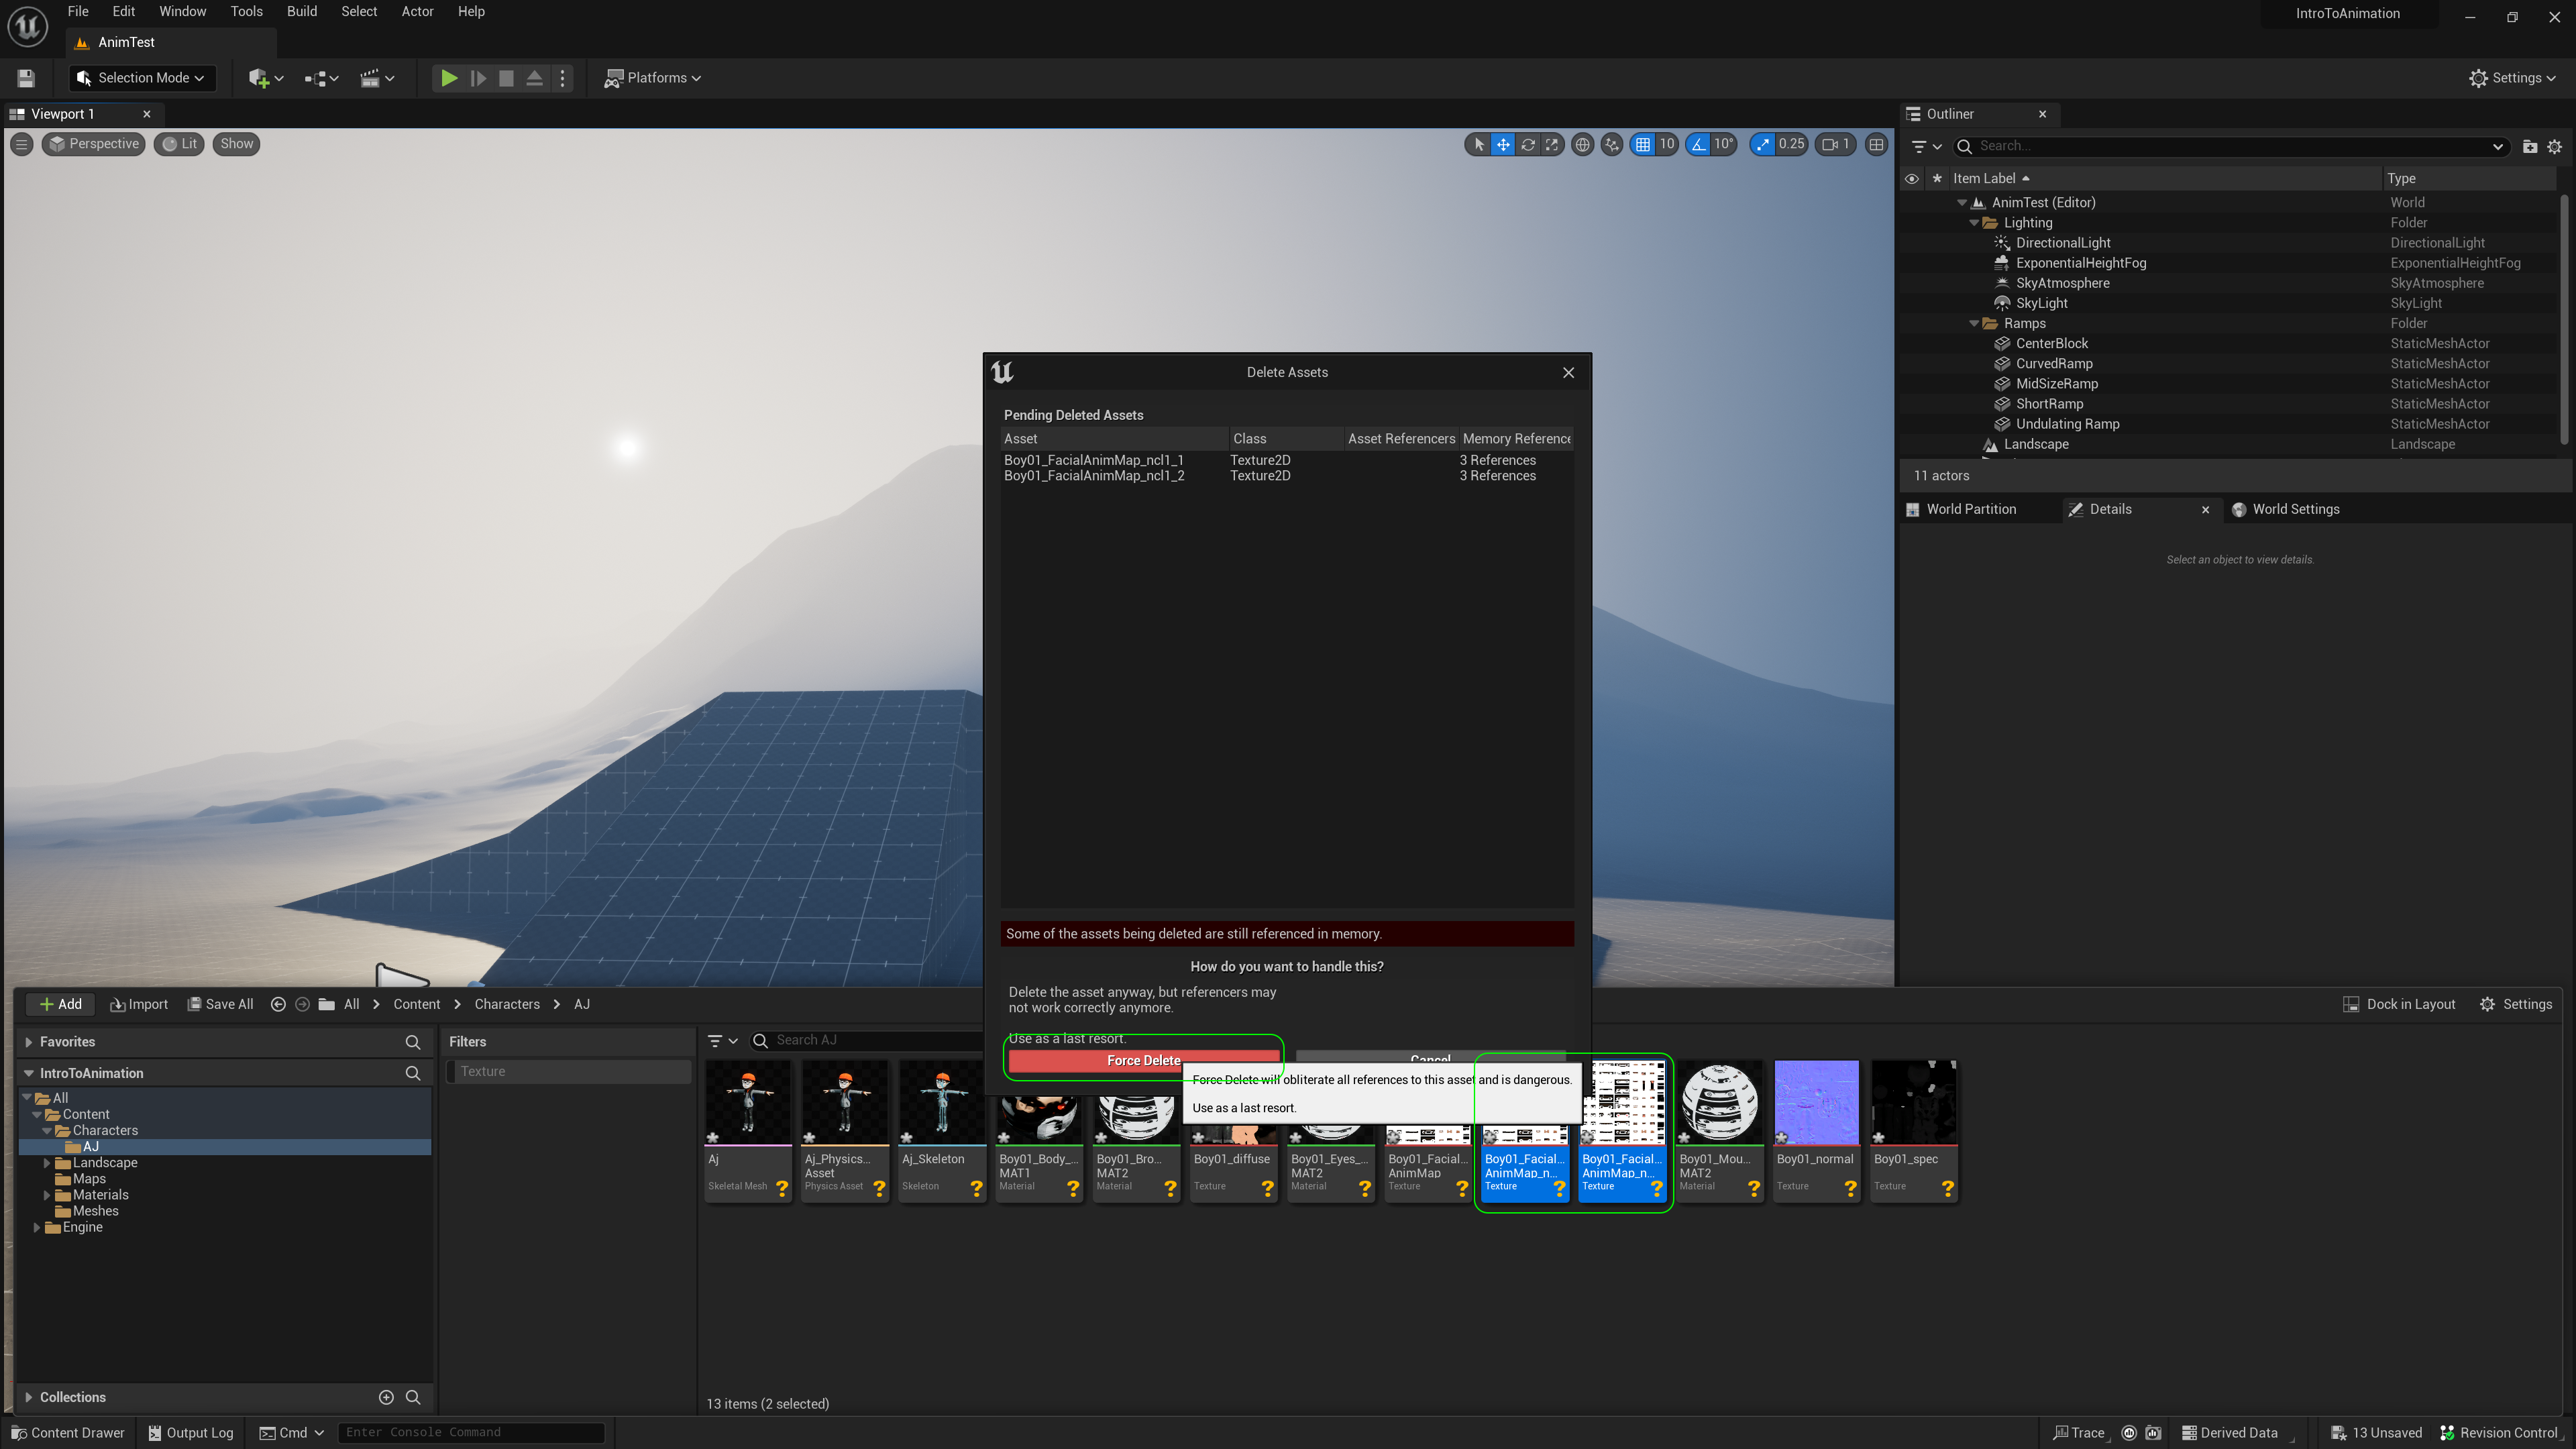 File Edit Window Tools Build Select Actor Help
IntroToAnimation
AnimTest
Selection Mode
Platforms
Settings
Viewport 1
Perspective
Lit
Show
10
10°
0.25
1
Outliner
Search...
Item Label
Type
AnimTest (Editor) World
Lighting Folder
DirectionalLight DirectionalLight
ExponentialHeightFog ExponentialHeightFog
SkyAtmosphere SkyAtmosphere
SkyLight SkyLight
Ramps Folder
CenterBlock StaticMeshActor
CurvedRamp StaticMeshActor
MidSizeRamp StaticMeshActor
ShortRamp StaticMeshActor
Undulating Ramp StaticMeshActor
Landscape Landscape
11 actors
World Partition
Details
World Settings
Select an object to view details.
Delete Assets
Pending Deleted Assets
Asset Class Asset Referencers Memory Reference
Boy01_FacialAnimMap_ncl1_1 Texture2D 3 References
Boy01_FacialAnimMap_ncl1_2 Texture2D 3 References
Some of the assets being deleted are still referenced in memory.
How do you want to handle this?
Delete the asset anyway, but referencers may
not work correctly anymore.
Use as a last resort.
Force Delete
Cancel
Force Delete will obliterate all references to this asset and is dangerous.
Use as a last resort.
Add
Import
Save All
All
Content
Characters
AJ
Dock in Layout
Settings
Favorites
IntroToAnimation
All
Content
Characters
AJ
Landscape
Maps
Materials
Meshes
Engine
Collections
Filters
Texture
Search AJ
Aj
Skeletal Mesh
Aj_Physics...
Asset
Physics Asset
Aj_Skeleton
Skeleton
Boy01_Body_...
MAT1
Material
Boy01_Bro...
MAT2
Material
Boy01_diffuse
Texture
Boy01_Eyes_...
MAT2
Material
Boy01_Facial...
AnimMap
Texture
Boy01_Facial...
AnimMap_n...
Texture
Boy01_Facial...
AnimMap_n...
Texture
Boy01_Mou...
MAT2
Material
Boy01_normal
Texture
Boy01_spec
Texture
13 items (2 selected)
Content Drawer
Output Log
Cmd
Enter Console Command
Trace
Derived Data
13 Unsaved
Revision Control